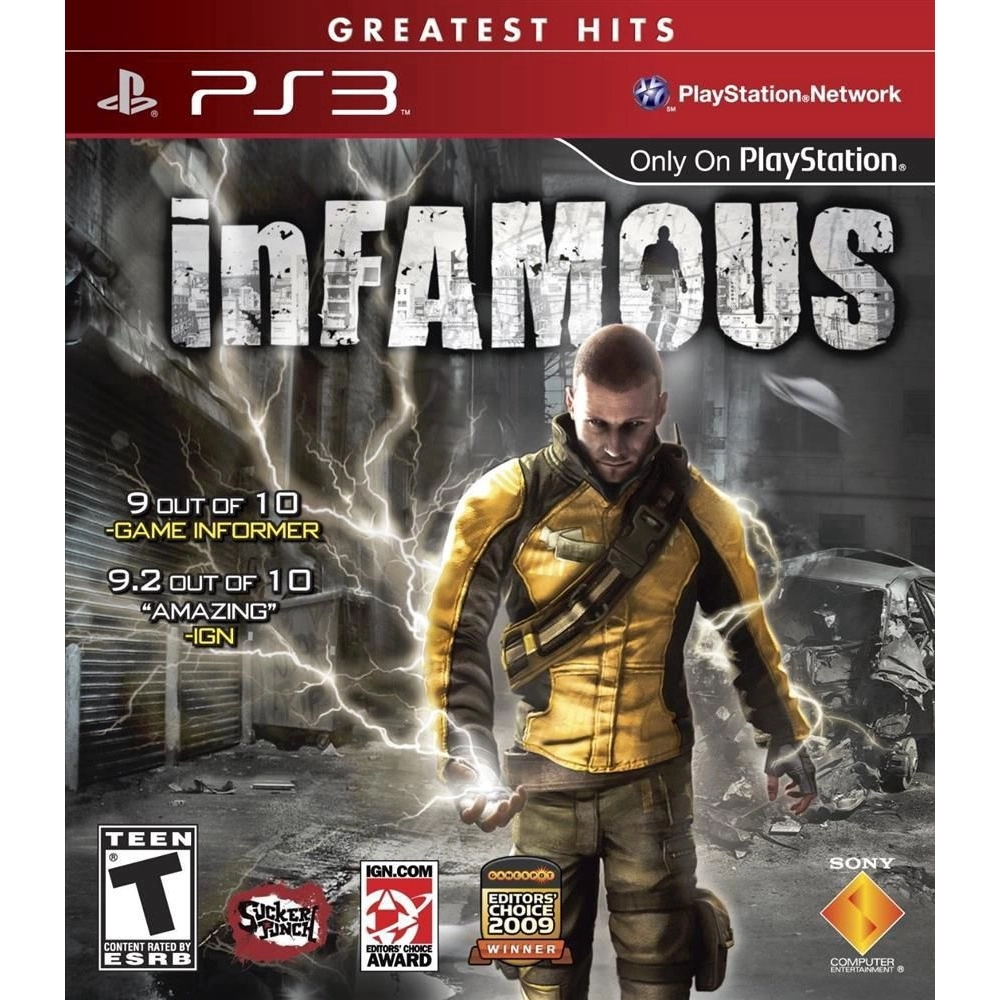 GREATEST HITS
PS3™
PlayStation®Network
SM
Only On PlayStation®
inFAMOUS
9 OUT OF 10
-GAME INFORMER
9.2 OUT OF 10
“AMAZING”
-IGN
TEEN
T
®
CONTENT RATED BY
ESRB
SUCKER PUNCH
IGN.COM
EDITORS' CHOICE
AWARD
GAMESPOT
EDITORS'
CHOICE
2009
WINNER
SONY
COMPUTER
ENTERTAINMENT ®